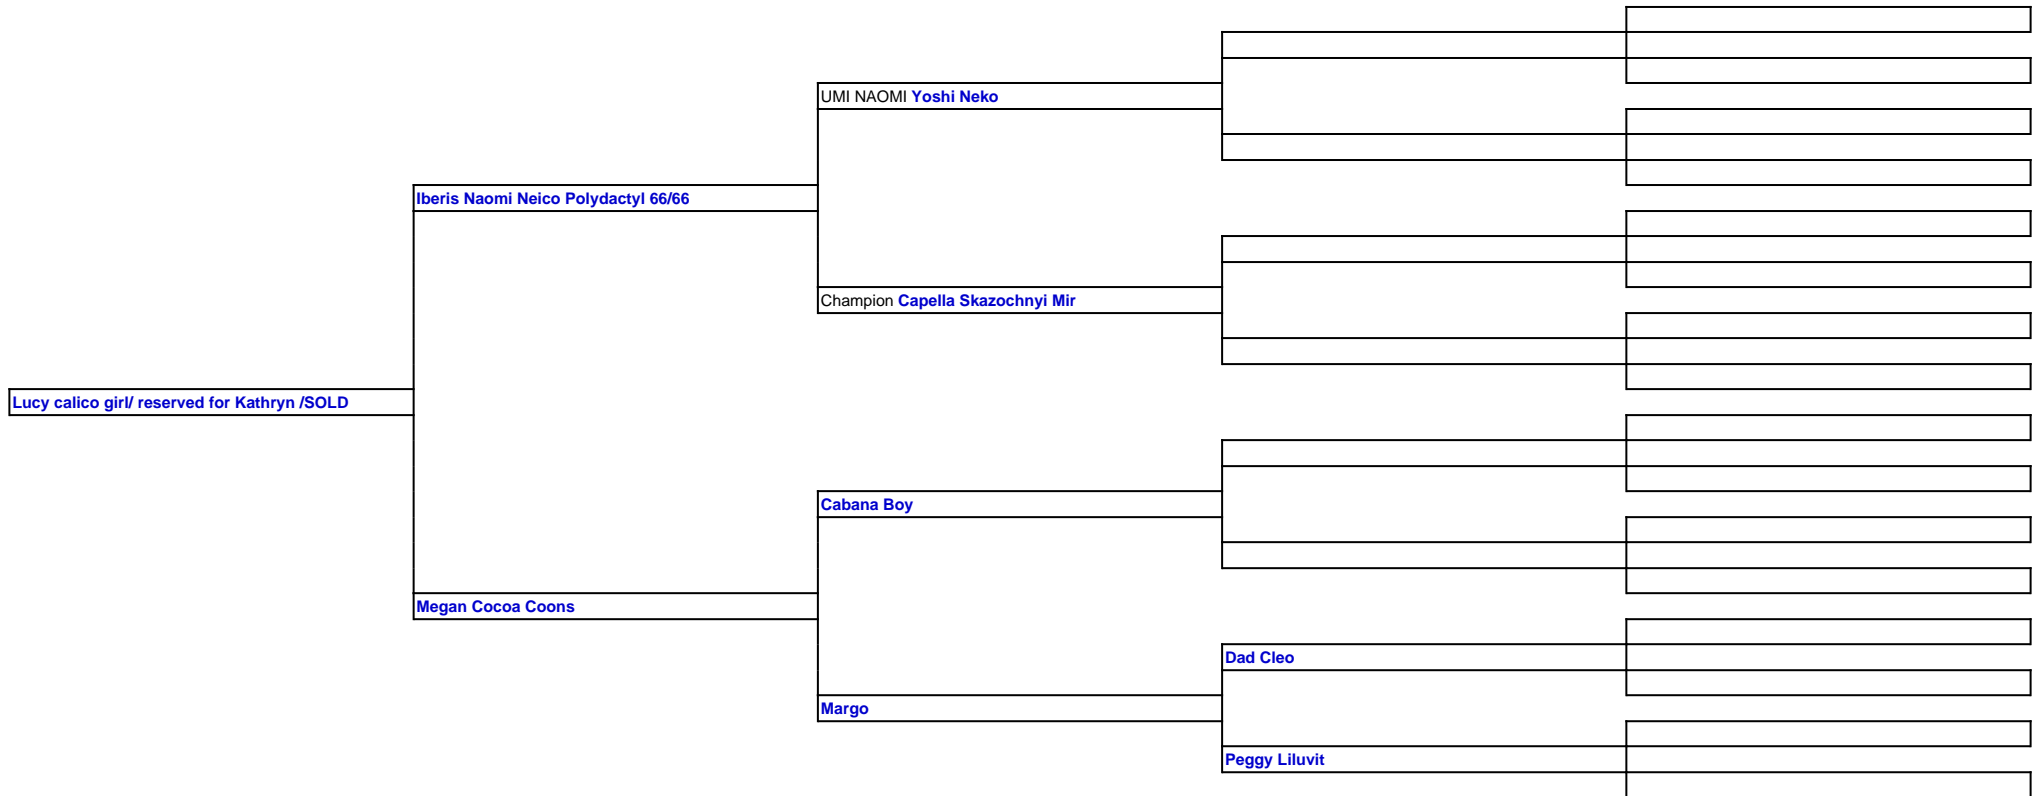 UMI NAOMI Yoshi Neko
Iberis Naomi Neico Polydactyl 66/66
Champion Capella Skazochnyi Mir
Lucy calico girl/ reserved for Kathryn /SOLD
Cabana Boy
Megan Cocoa Coons
Dad Cleo
Margo
Peggy Liluvit